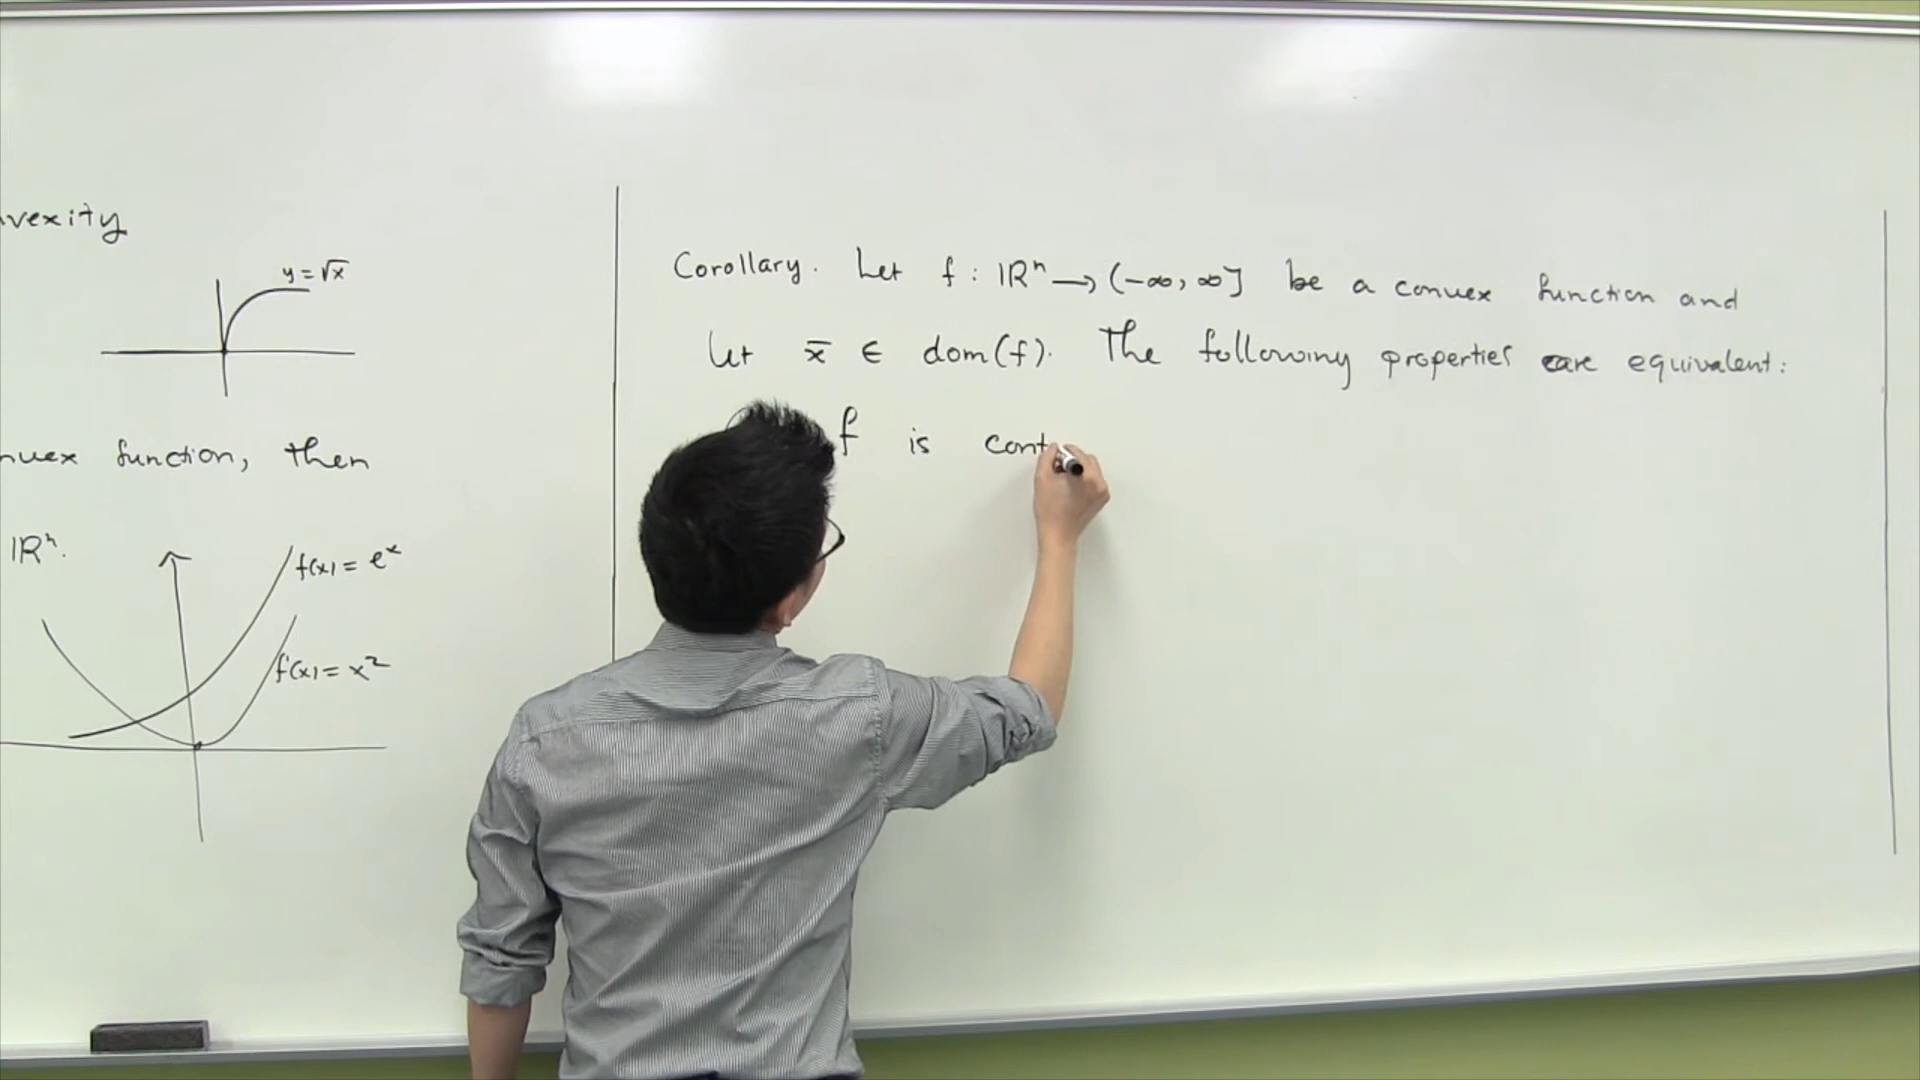 vexity
y = √x
nvex function, then
ℝⁿ.
f(x) = eˣ
f(x) = x²
Corollary. Let f : ℝⁿ → (-∞, ∞] be a convex function and
let x̄ ∈ dom(f). The following properties are equivalent:
f is cont